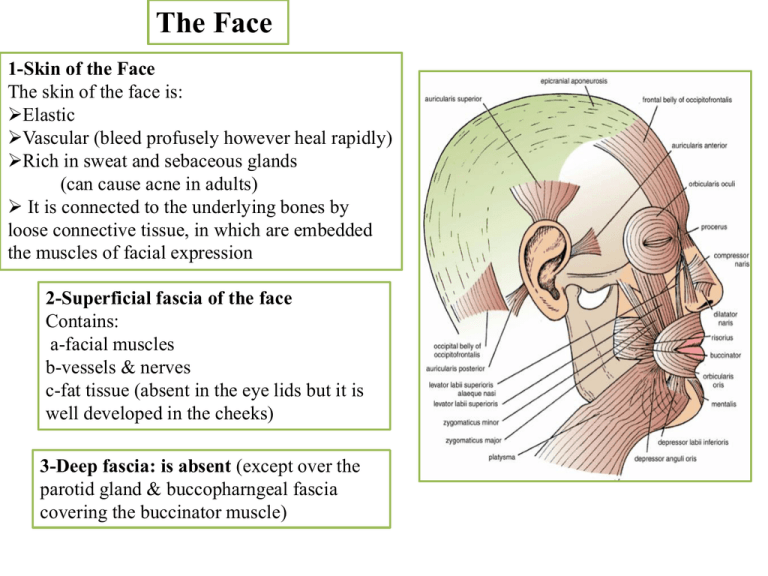 The Face
1-Skin of the Face
The skin of the face is:
➢Elastic
➢Vascular (bleed profusely however heal rapidly)
➢Rich in sweat and sebaceous glands
(can cause acne in adults)
➢ It is connected to the underlying bones by
loose connective tissue, in which are embedded
the muscles of facial expression
2-Superficial fascia of the face
Contains:
a-facial muscles
b-vessels & nerves
c-fat tissue (absent in the eye lids but it is
well developed in the cheeks)
3-Deep fascia: is absent (except over the
parotid gland & buccopharngeal fascia
covering the buccinator muscle)
epicranial aponeurosis
auricularis superior
frontal belly of occipitofrontalis
auricularis anterior
orbicularis oculi
procerus
compressor
naris
dilatator
naris
risorius
buccinator
orbicularis
oris
mentalis
depressor labii inferioris
depressor anguli oris
occipital belly of
occipitofrontalis
auricularis posterior
levator labii superioris
alaeque nasi
levator labii superioris
zygomaticus minor
zygomaticus major
platysma